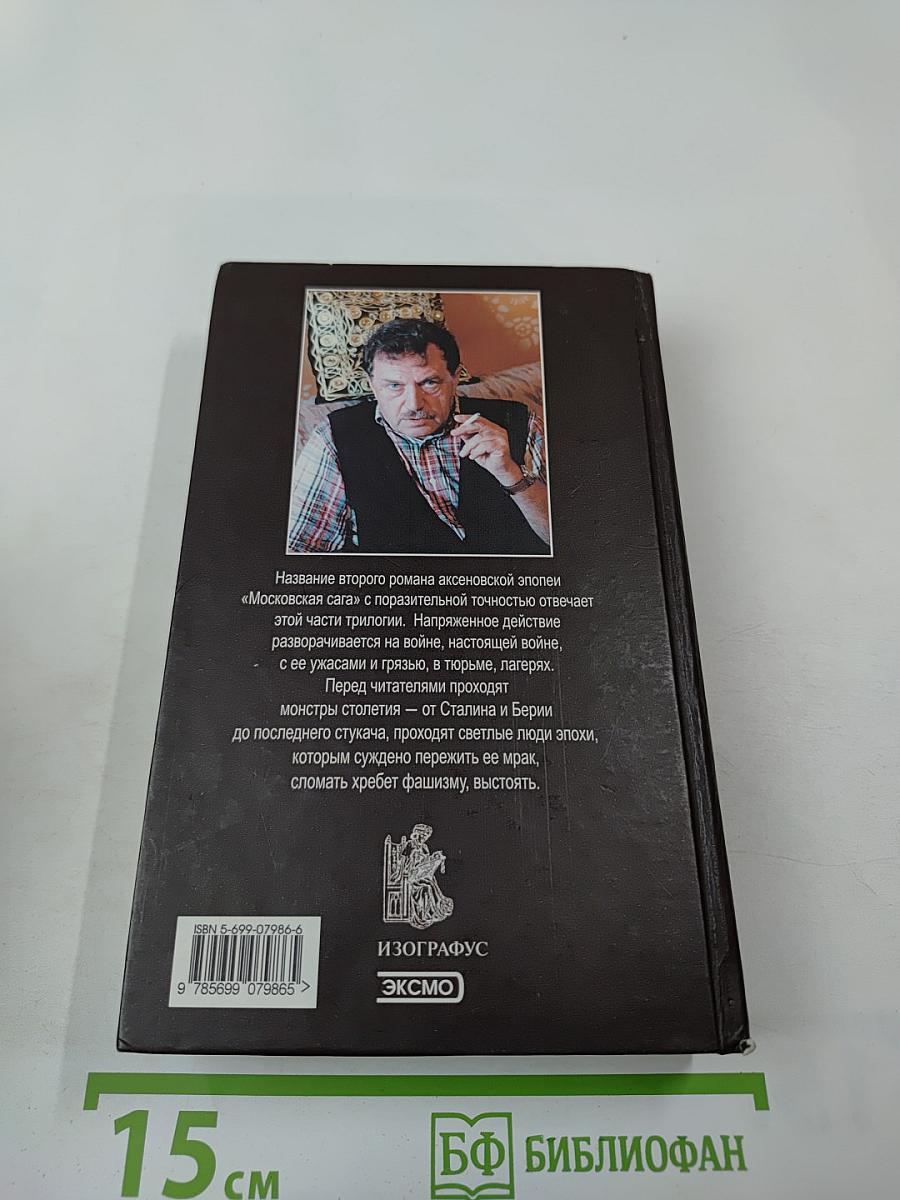 Название второго романа аксеновской эпопеи
«Московская сага» с поразительной точностью отвечает
этой части трилогии. Напряженное действие
разворачивается на войне, настоящей войне,
с ее ужасами и грязью, в тюрьме, лагерях.
Перед читателями проходят
монстры столетия — от Сталина и Берии
до последнего стукача, проходят светлые люди эпохи,
которым суждено пережить ее мрак,
сломать хребет фашизму, выстоять.
ISBN 5-699-07986-6
9 785699 079865 >
ИЗОГРАФУС
ЭКСМО
15 см
БФ БИБЛИОФАН